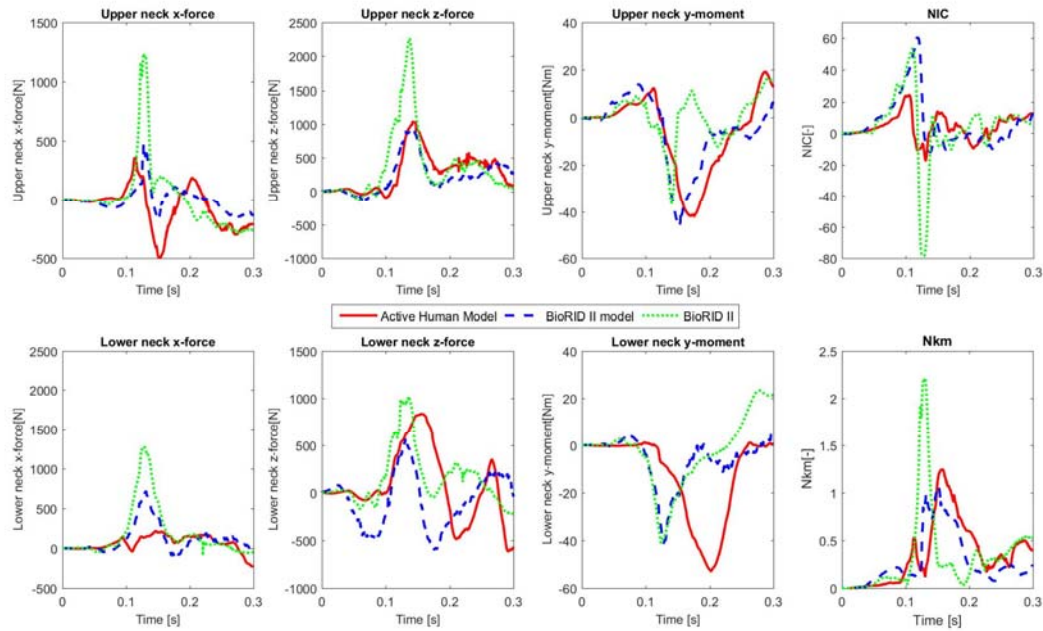 Upper neck x-force
Upper neck x-force[N]
1500
1000
500
0
-500
0 0.1 0.2 0.3
Time [s]
Upper neck z-force
Upper neck z-force[N]
2500
2000
1500
1000
500
0
-500
-1000
0 0.1 0.2 0.3
Time [s]
Upper neck y-moment
Upper neck y-moment[Nm]
40
20
0
-20
-40
-60
0 0.1 0.2 0.3
Time [s]
NIC
NIC[-]
60
40
20
0
-20
-40
-60
-80
0 0.1 0.2 0.3
Time [s]
Active Human Model BioRID II model BioRID II
Lower neck x-force
Lower neck x-force[N]
2500
2000
1500
1000
500
0
-500
0 0.1 0.2 0.3
Time [s]
Lower neck z-force
Lower neck z-force[N]
1500
1000
500
0
-500
-1000
0 0.1 0.2 0.3
Time [s]
Lower neck y-moment
Lower neck y-moment[Nm]
40
20
0
-20
-40
-60
0 0.1 0.2 0.3
Time [s]
Nkm
Nkm[-]
2.5
2
1.5
1
0.5
0
0 0.1 0.2 0.3
Time [s]